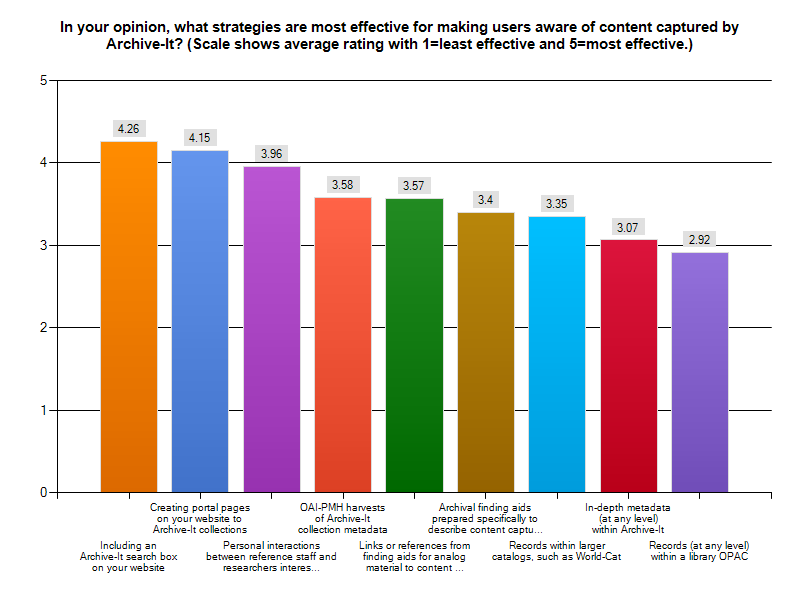 In your opinion, what strategies are most effective for making users aware of content captured by
Archive-It? (Scale shows average rating with 1=least effective and 5=most effective.)
5
4
3
2
1
0
4.26
4.15
3.96
3.58
3.57
3.4
3.35
3.07
2.92
Including an
Archive-It search box
on your website
Creating portal pages
on your website to
Archive-It collections
Personal interactions
between reference staff and
researchers interes...
OAI-PMH harvests
of Archive-It
collection metadata
Links or references from
finding aids for analog
material to content ...
Archival finding aids
prepared specifically to
describe content captu...
Records within larger
catalogs, such as World-Cat
In-depth metadata
(at any level)
within Archive-It
Records (at any level)
within a library OPAC